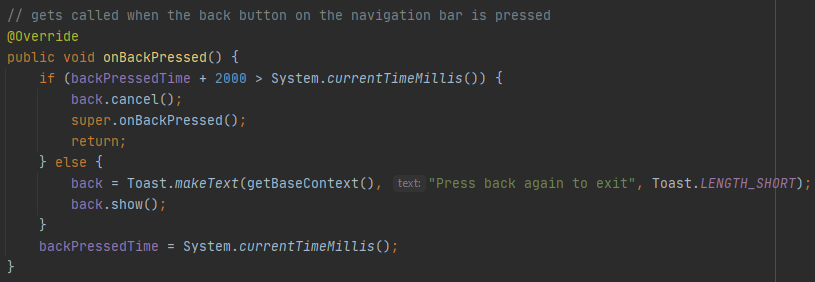 // gets called when the back button on the navigation bar is pressed
@Override
public void onBackPressed() {
    if (backPressedTime + 2000 > System.currentTimeMillis()) {
        back.cancel();
        super.onBackPressed();
        return;
    } else {
        back = Toast.makeText(getBaseContext(), text: "Press back again to exit", Toast.LENGTH_SHORT);
        back.show();
    }
    backPressedTime = System.currentTimeMillis();
}